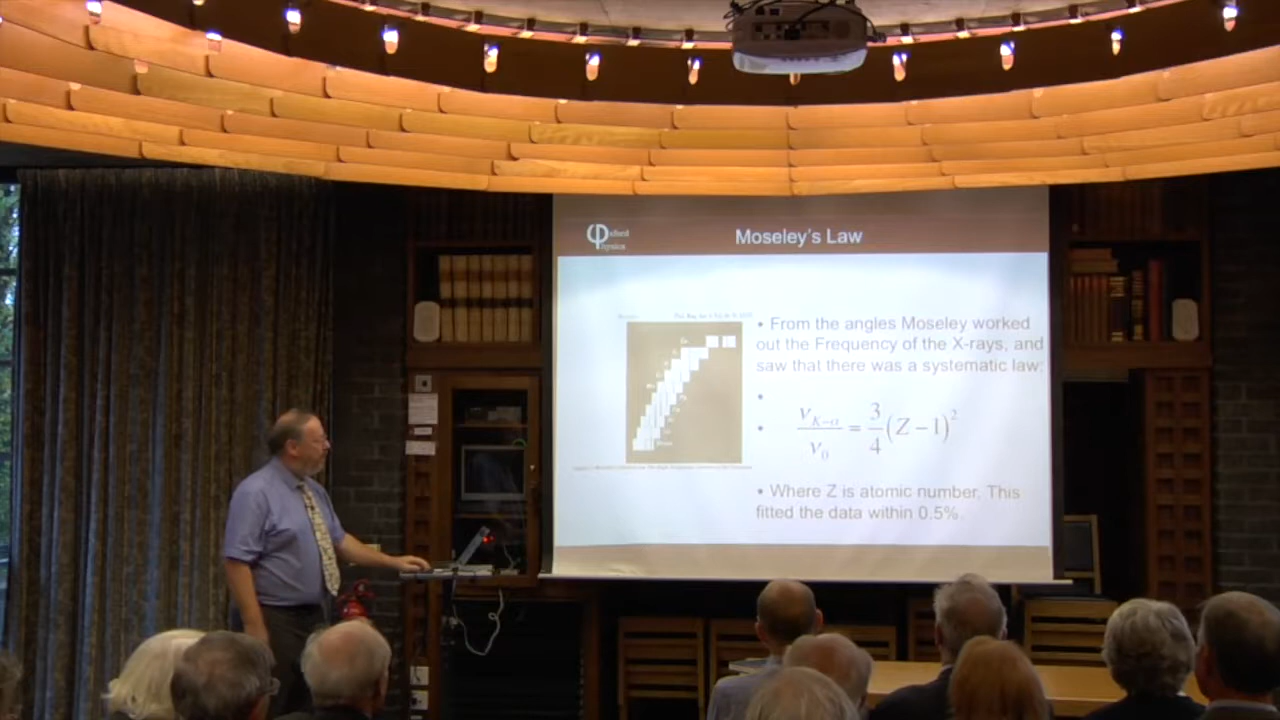 Oxford
Physics
Moseley's Law
• From the angles Moseley worked
out the Frequency of the X-rays, and
saw that there was a systematic law:
•
• ν_{K-α} / ν_0 = 3/4 (Z − 1)^2
• Where Z is atomic number. This
fitted the data within 0.5%.